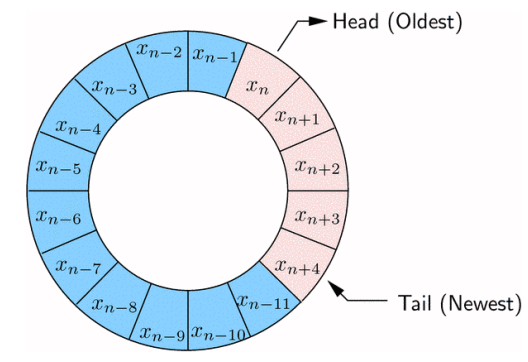 Head (Oldest)
x_{n-2}
x_{n-1}
x_n
x_{n+1}
x_{n+2}
x_{n+3}
x_{n+4}
x_{n-11}
x_{n-10}
x_{n-9}
x_{n-8}
x_{n-7}
x_{n-6}
x_{n-5}
x_{n-4}
x_{n-3}
Tail (Newest)